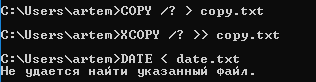 C:\Users\artem>COPY /? > copy.txt
C:\Users\artem>XCOPY /? >> copy.txt
C:\Users\artem>DATE < date.txt
Не удается найти указанный файл.